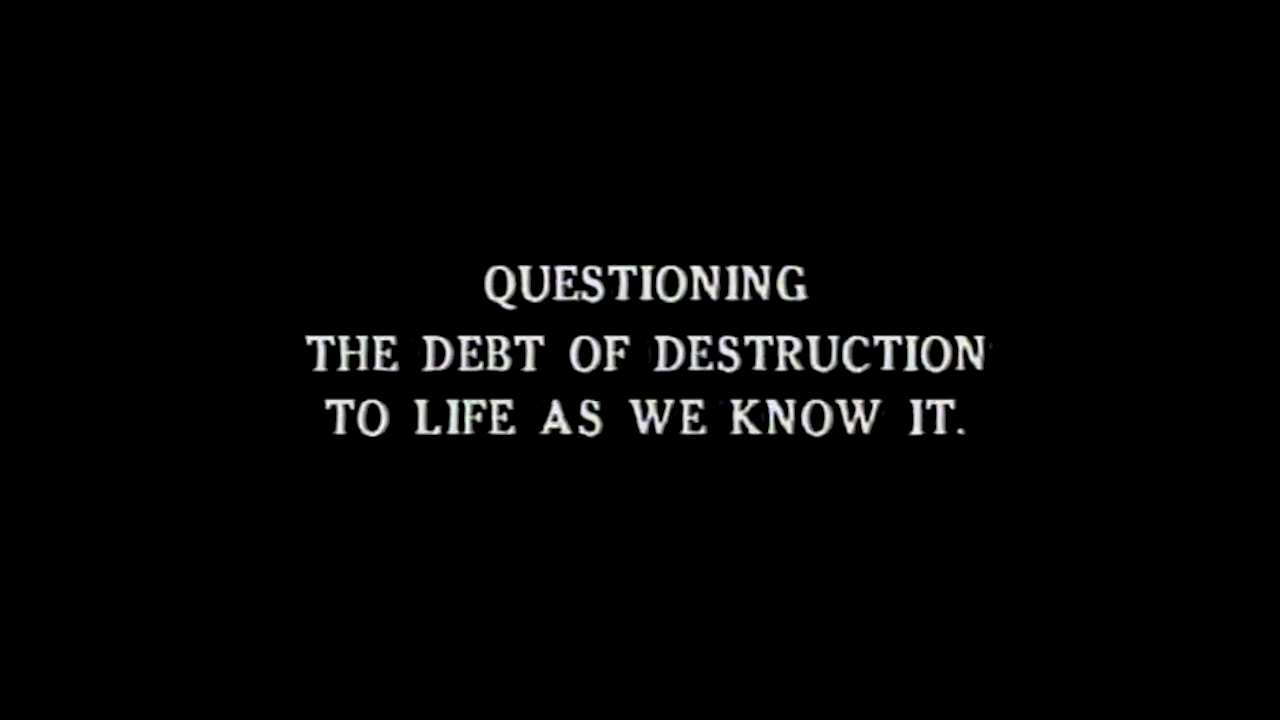 QUESTIONING
THE DEBT OF DESTRUCTION
TO LIFE AS WE KNOW IT.